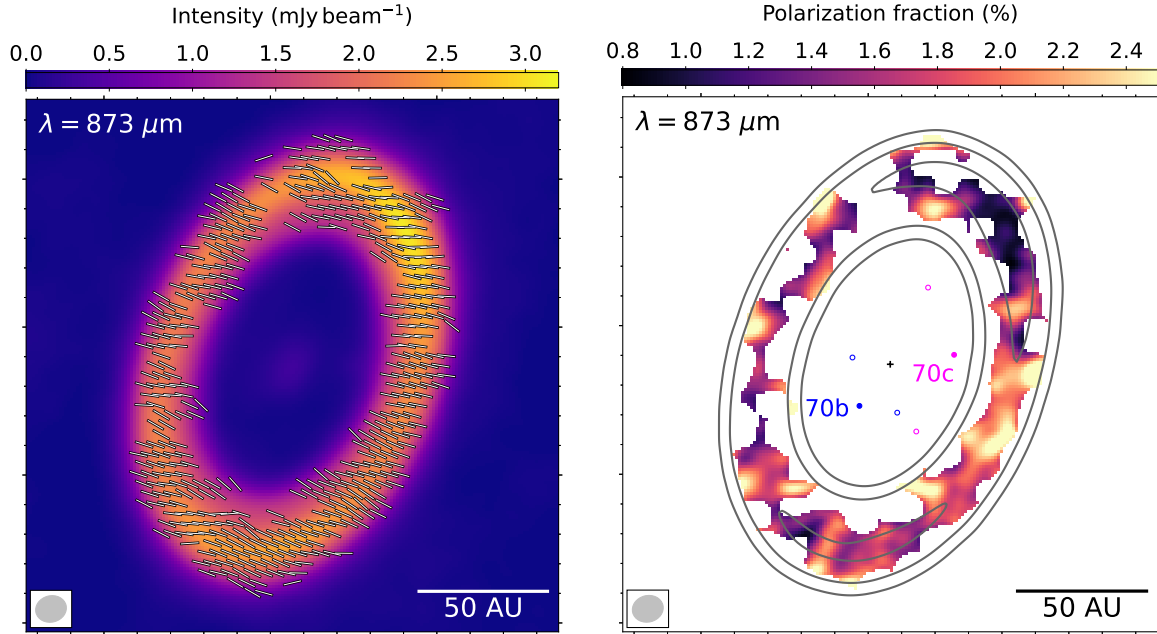 Intensity (mJy beam⁻¹)
0.0 0.5 1.0 1.5 2.0 2.5 3.0
λ = 873 μm
50 AU
Polarization fraction (%)
0.8 1.0 1.2 1.4 1.6 1.8 2.0 2.2 2.4
λ = 873 μm
70c
70b
50 AU